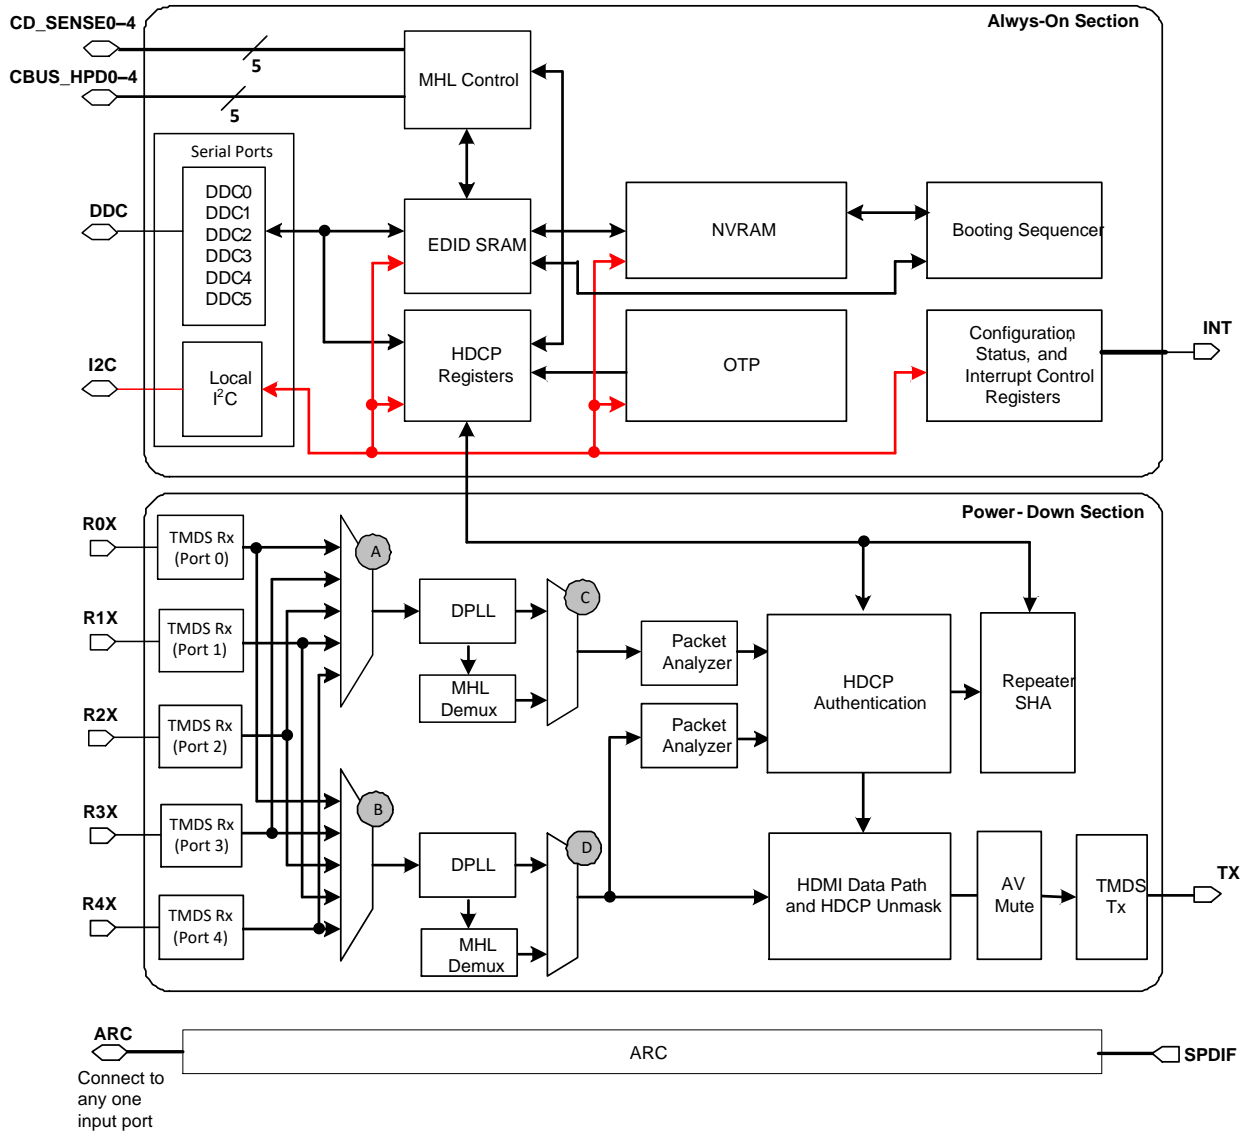 CD_SENSE0–4
Alwys-On Section
5
MHL Control
CBUS_HPD0–4
5
Serial Ports
DDC0
DDC1
DDC2
DDC3
DDC4
DDC5
DDC
EDID SRAM
NVRAM
Booting Sequencer
I2C
Local
I²C
HDCP
Registers
OTP
Configuration,
Status, and
Interrupt Control
Registers
INT
Power-Down Section
R0X
TMDS Rx
(Port 0)
A
R1X
TMDS Rx
(Port 1)
DPLL
C
Packet
Analyzer
HDCP
Authentication
Repeater
SHA
MHL
Demux
R2X
TMDS Rx
(Port 2)
Packet
Analyzer
R3X
TMDS Rx
(Port 3)
B
DPLL
D
R4X
TMDS Rx
(Port 4)
MHL
Demux
HDMI Data Path
and HDCP Unmask
AV
Mute
TMDS
Tx
TX
ARC
ARC
SPDIF
Connect to
any one
input port